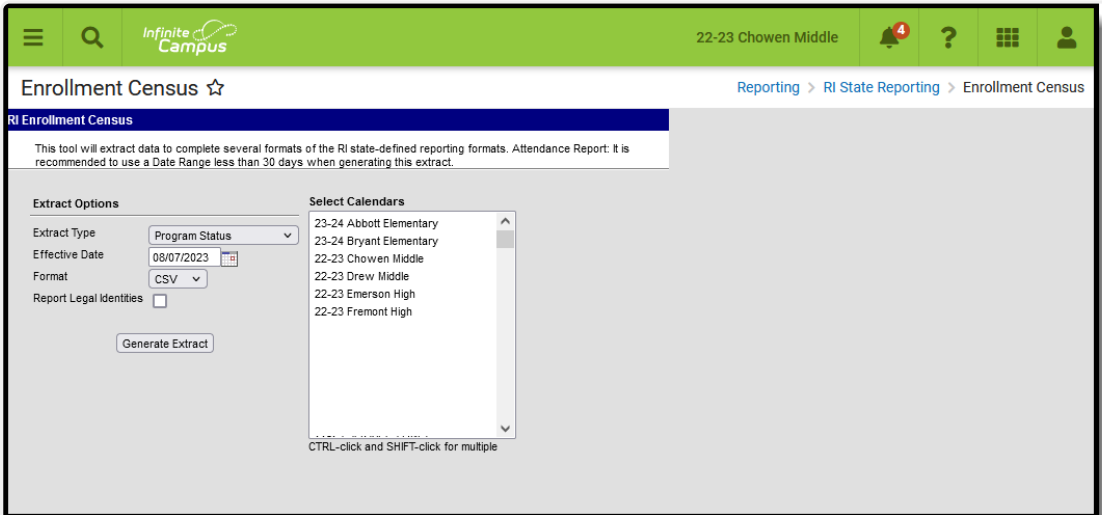 Infinite Campus
22-23 Chowen Middle
4
?
Enrollment Census
Reporting > RI State Reporting > Enrollment Census
RI Enrollment Census
This tool will extract data to complete several formats of the RI state-defined reporting formats. Attendance Report: It is
recommended to use a Date Range less than 30 days when generating this extract.
Extract Options
Extract Type Program Status
Effective Date 08/07/2023
Format CSV
Report Legal Identities
Generate Extract
Select Calendars
23-24 Abbott Elementary
23-24 Bryant Elementary
22-23 Chowen Middle
22-23 Drew Middle
22-23 Emerson High
22-23 Fremont High
CTRL-click and SHIFT-click for multiple